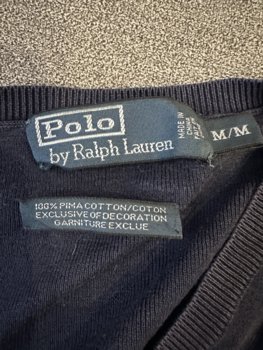 Polo
by Ralph Lauren
MADE IN
CHINA
M/M
100% PIMA COTTON/COTON
EXCLUSIVE OF DECORATION
GARNITURE EXCLUE